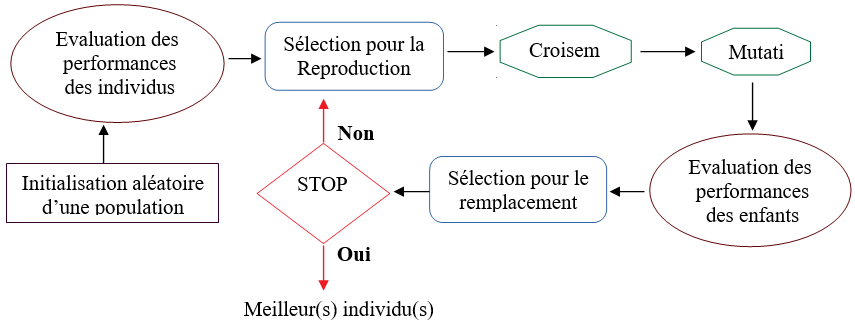 Evaluation des
performances
des individus
Sélection pour la
Reproduction
Croisem
Mutati
Non
Initialisation aléatoire
d’une population
STOP
Sélection pour le
remplacement
Evaluation des
performances
des enfants
Oui
Meilleur(s) individu(s)